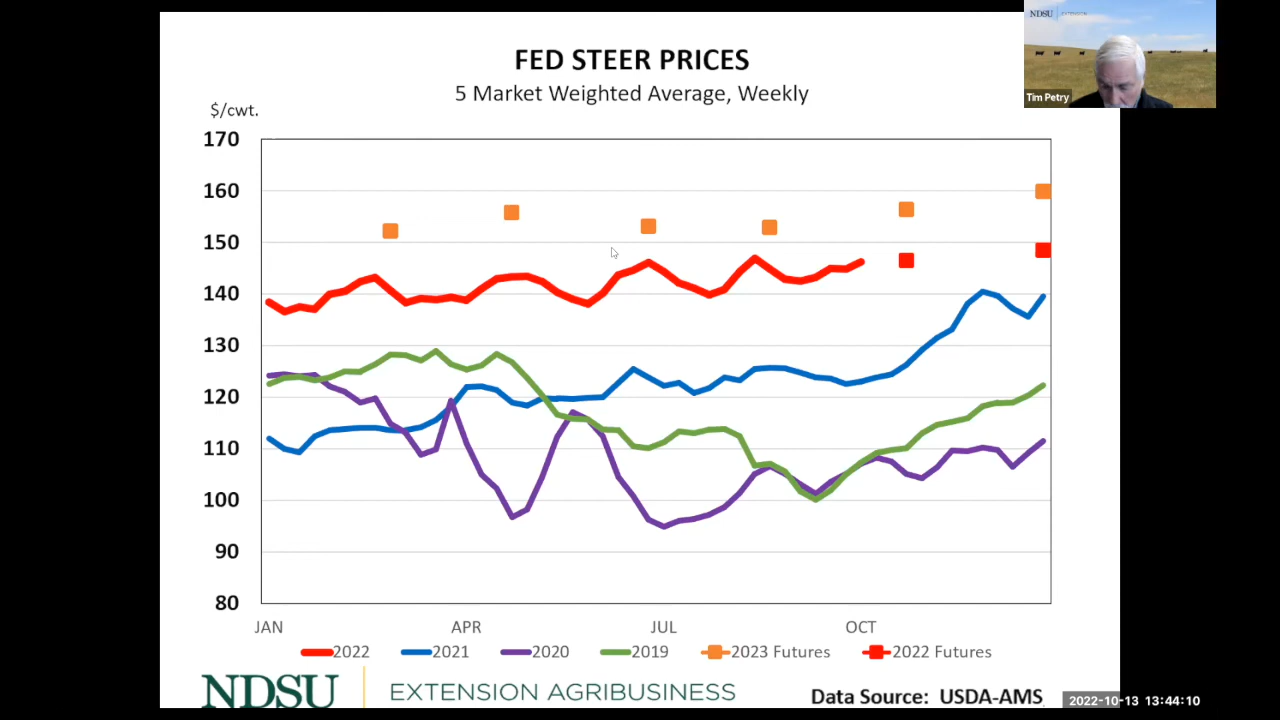 NDSU EXTENSION
Tim Petry
FED STEER PRICES
5 Market Weighted Average, Weekly
$/cwt.
170
160
150
140
130
120
110
100
90
80
JAN APR JUL OCT
2022 2021 2020 2019 2023 Futures 2022 Futures
NDSU EXTENSION AGRIBUSINESS
Data Source: USDA-AMS
2022-10-13 13:44:10